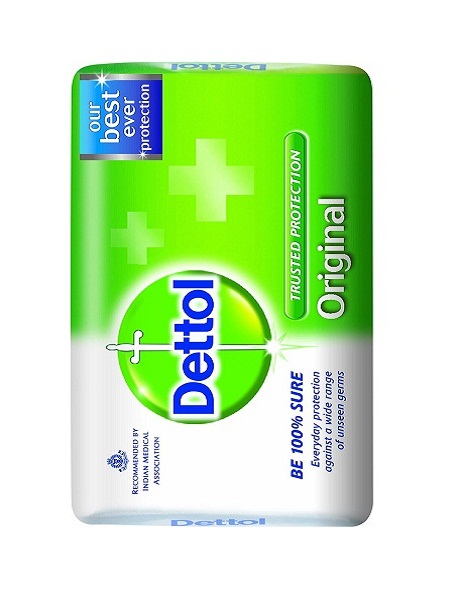 Dettol
our
best
ever
*protection
TRUSTED PROTECTION
Original
Dettol
BE 100% SURE
Everyday protection
against a wide range
of unseen germs
RECOMMENDED BY
INDIAN MEDICAL
ASSOCIATION
Dettol